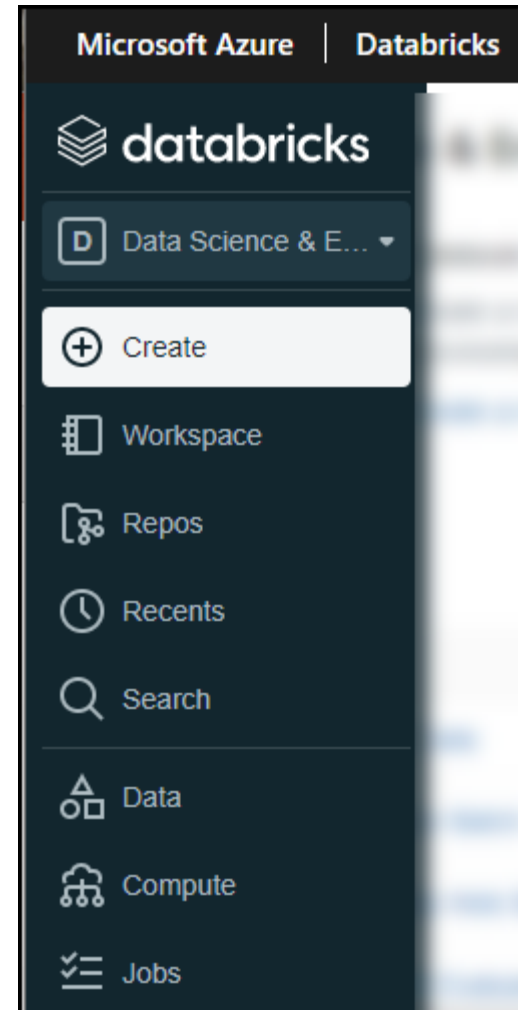 Microsoft Azure | Databricks
databricks
D Data Science & E...
Create
Workspace
Repos
Recents
Search
Data
Compute
Jobs